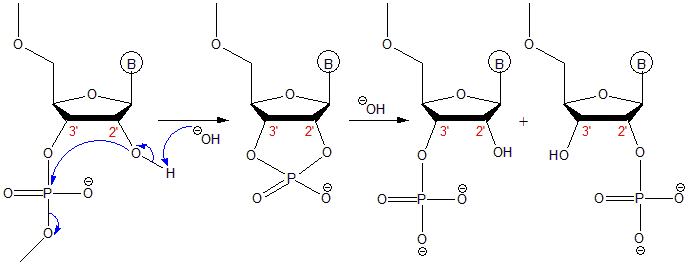 O O O O
B B B B
O O O O
3' 2' 3' 2' 3' 2' 3' 2'
⊖OH ⊖OH
O O H O O O OH HO O
O P O⊖ O P O⊖ O P O⊖ + O P O⊖
O O⊖ O⊖